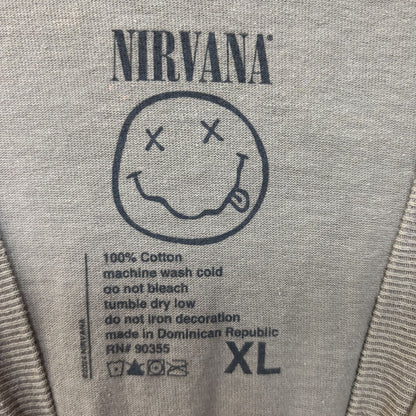 NIRVANA®
100% Cotton
machine wash cold
do not bleach
tumble dry low
do not iron decoration
made in Dominican Republic
RN# 90355
XL